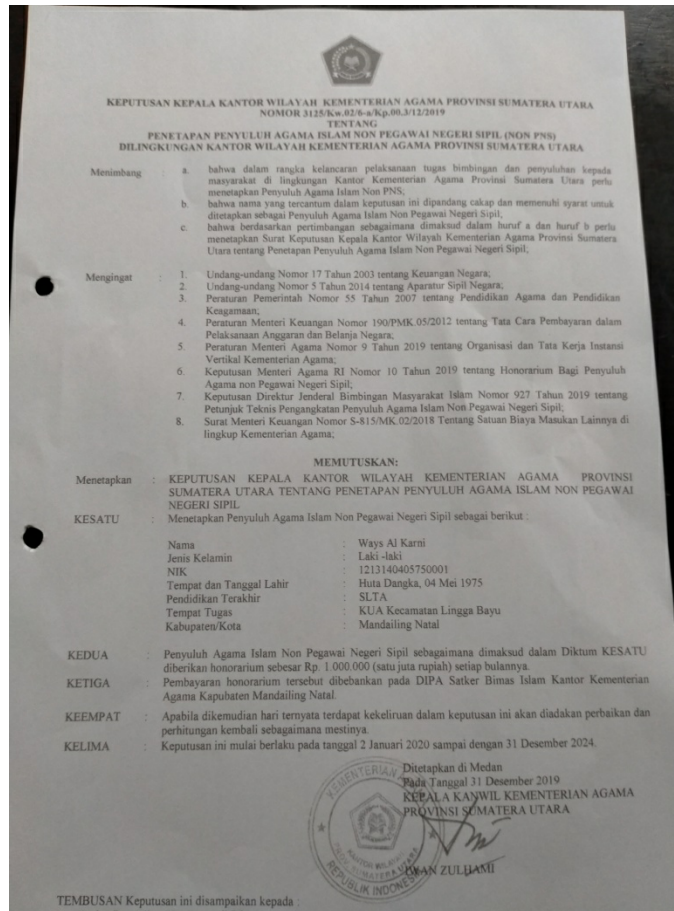 KEPUTUSAN KEPALA KANTOR WILAYAH KEMENTERIAN AGAMA PROVINSI SUMATERA UTARA
NOMOR 3125/Kw.02/6-a/Kp.00.3/12/2019
TENTANG
PENETAPAN PENYULUH AGAMA ISLAM NON PEGAWAI NEGERI SIPIL (NON PNS)
DILINGKUNGAN KANTOR WILAYAH KEMENTERIAN AGAMA PROVINSI SUMATERA UTARA
Menimbang : a. bahwa dalam rangka kelancaran pelaksanaan tugas bimbingan dan penyuluhan kepada
masyarakat di lingkungan Kantor Kementerian Agama Provinsi Sumatera Utara perlu
menetapkan Penyuluh Agama Islam Non PNS;
b. bahwa nama yang tercantum dalam keputusan ini dipandang cakap dan memenuhi syarat untuk
ditetapkan sebagai Penyuluh Agama Islam Non Pegawai Negeri Sipil;
c. bahwa berdasarkan pertimbangan sebagaimana dimaksud dalam huruf a dan huruf b perlu
menetapkan Surat Keputusan Kepala Kantor Wilayah Kementerian Agama Provinsi Sumatera
Utara tentang Penetapan Penyuluh Agama Islam Non Pegawai Negeri Sipil;
Mengingat : 1. Undang-undang Nomor 17 Tahun 2003 tentang Keuangan Negara;
2. Undang-undang Nomor 5 Tahun 2014 tentang Aparatur Sipil Negara;
3. Peraturan Pemerintah Nomor 55 Tahun 2007 tentang Pendidikan Agama dan Pendidikan
Keagamaan;
4. Peraturan Menteri Keuangan Nomor 190/PMK.05/2012 tentang Tata Cara Pembayaran dalam
Pelaksanaan Anggaran dan Belanja Negara;
5. Peraturan Menteri Agama Nomor 9 Tahun 2019 tentang Organisasi dan Tata Kerja Instansi
Vertikal Kementerian Agama;
6. Keputusan Menteri Agama RI Nomor 10 Tahun 2019 tentang Honorarium Bagi Penyuluh
Agama non Pegawai Negeri Sipil;
7. Keputusan Direktur Jenderal Bimbingan Masyarakat Islam Nomor 927 Tahun 2019 tentang
Petunjuk Teknis Pengangkatan Penyuluh Agama Islam Non Pegawai Negeri Sipil;
8. Surat Menteri Keuangan Nomor S-815/MK.02/2018 Tentang Satuan Biaya Masukan Lainnya di
lingkup Kementerian Agama;
MEMUTUSKAN:
Menetapkan : KEPUTUSAN KEPALA KANTOR WILAYAH KEMENTERIAN AGAMA PROVINSI
SUMATERA UTARA TENTANG PENETAPAN PENYULUH AGAMA ISLAM NON PEGAWAI
NEGERI SIPIL
KESATU : Menetapkan Penyuluh Agama Islam Non Pegawai Negeri Sipil sebagai berikut :
Nama : Ways Al Karni
Jenis Kelamin : Laki -laki
NIK : 1213140405750001
Tempat dan Tanggal Lahir : Huta Dangka, 04 Mei 1975
Pendidikan Terakhir : SLTA
Tempat Tugas : KUA Kecamatan Lingga Bayu
Kabupaten/Kota : Mandailing Natal
KEDUA : Penyuluh Agama Islam Non Pegawai Negeri Sipil sebagaimana dimaksud dalam Diktum KESATU
diberikan honorarium sebesar Rp. 1.000.000 (satu juta rupiah) setiap bulannya.
KETIGA : Pembayaran honorarium tersebut dibebankan pada DIPA Satker Bimas Islam Kantor Kementerian
Agama Kapubaten Mandailing Natal.
KEEMPAT : Apabila dikemudian hari ternyata terdapat kekeliruan dalam keputusan ini akan diadakan perbaikan dan
perhitungan kembali sebagaimana mestinya.
KELIMA : Keputusan ini mulai berlaku pada tanggal 2 Januari 2020 sampai dengan 31 Desember 2024.
Ditetapkan di Medan
Pada Tanggal 31 Desember 2019
KEPALA KANWIL KEMENTERIAN AGAMA
PROVINSI SUMATERA UTARA
KEMENTERIAN
KANTOR WILAYAH
PROV. SUMATERA UTARA
REPUBLIK INDONESIA
IWAN ZULHAMI
TEMBUSAN Keputusan ini disampaikan kepada :